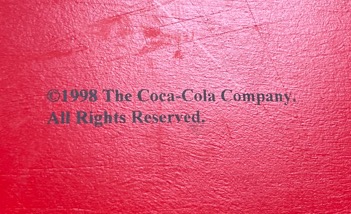 ©1998 The Coca-Cola Company.
All Rights Reserved.